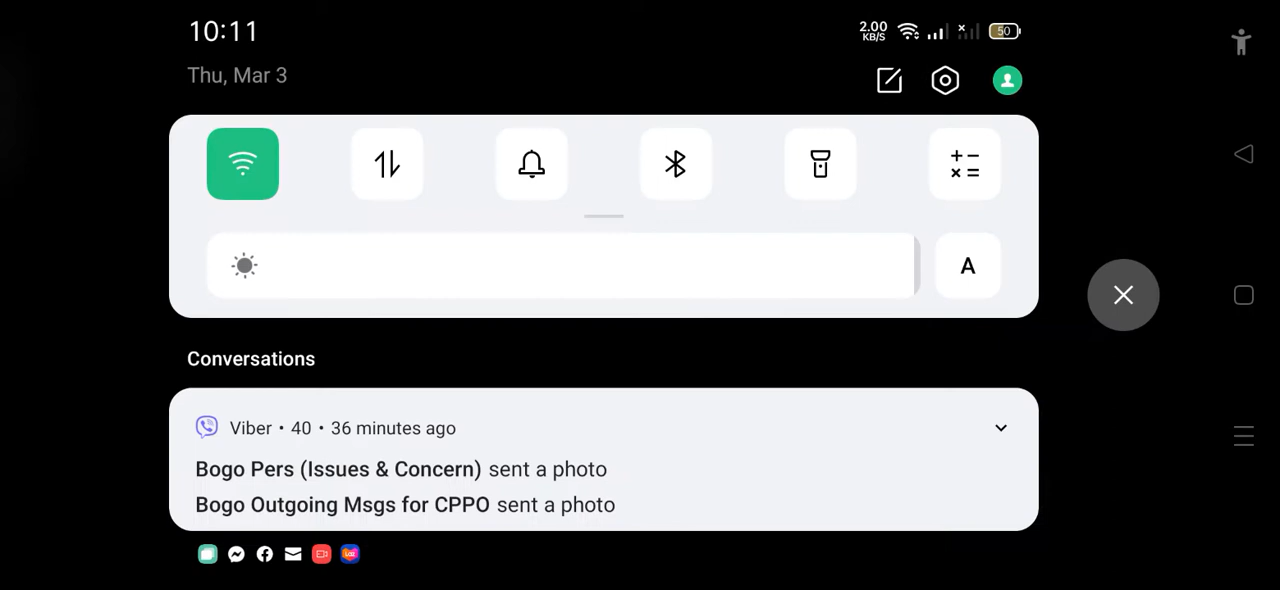 10:11
2.00
KB/S
50
Thu, Mar 3
A
Conversations
Viber • 40 • 36 minutes ago
Bogo Pers (Issues & Concern) sent a photo
Bogo Outgoing Msgs for CPPO sent a photo